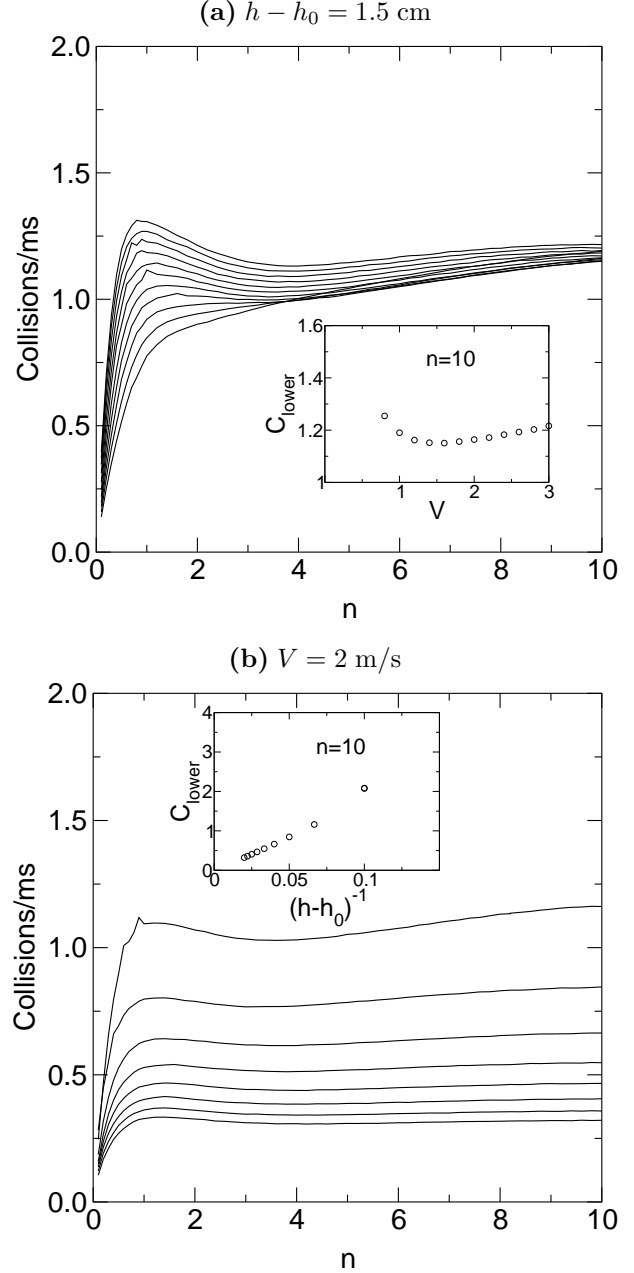 (a) h − h₀ = 1.5 cm
2.0
1.5
1.0
0.5
0.0
Collisions/ms
0 2 4 6 8 10
n
1.6
1.4
1.2
1
C_lower
n=10
1 2 3
V
(b) V = 2 m/s
2.0
1.5
1.0
0.5
0.0
Collisions/ms
0 2 4 6 8 10
n
4
3
2
1
0
C_lower
n=10
0 0.05 0.1
(h-h₀)⁻¹